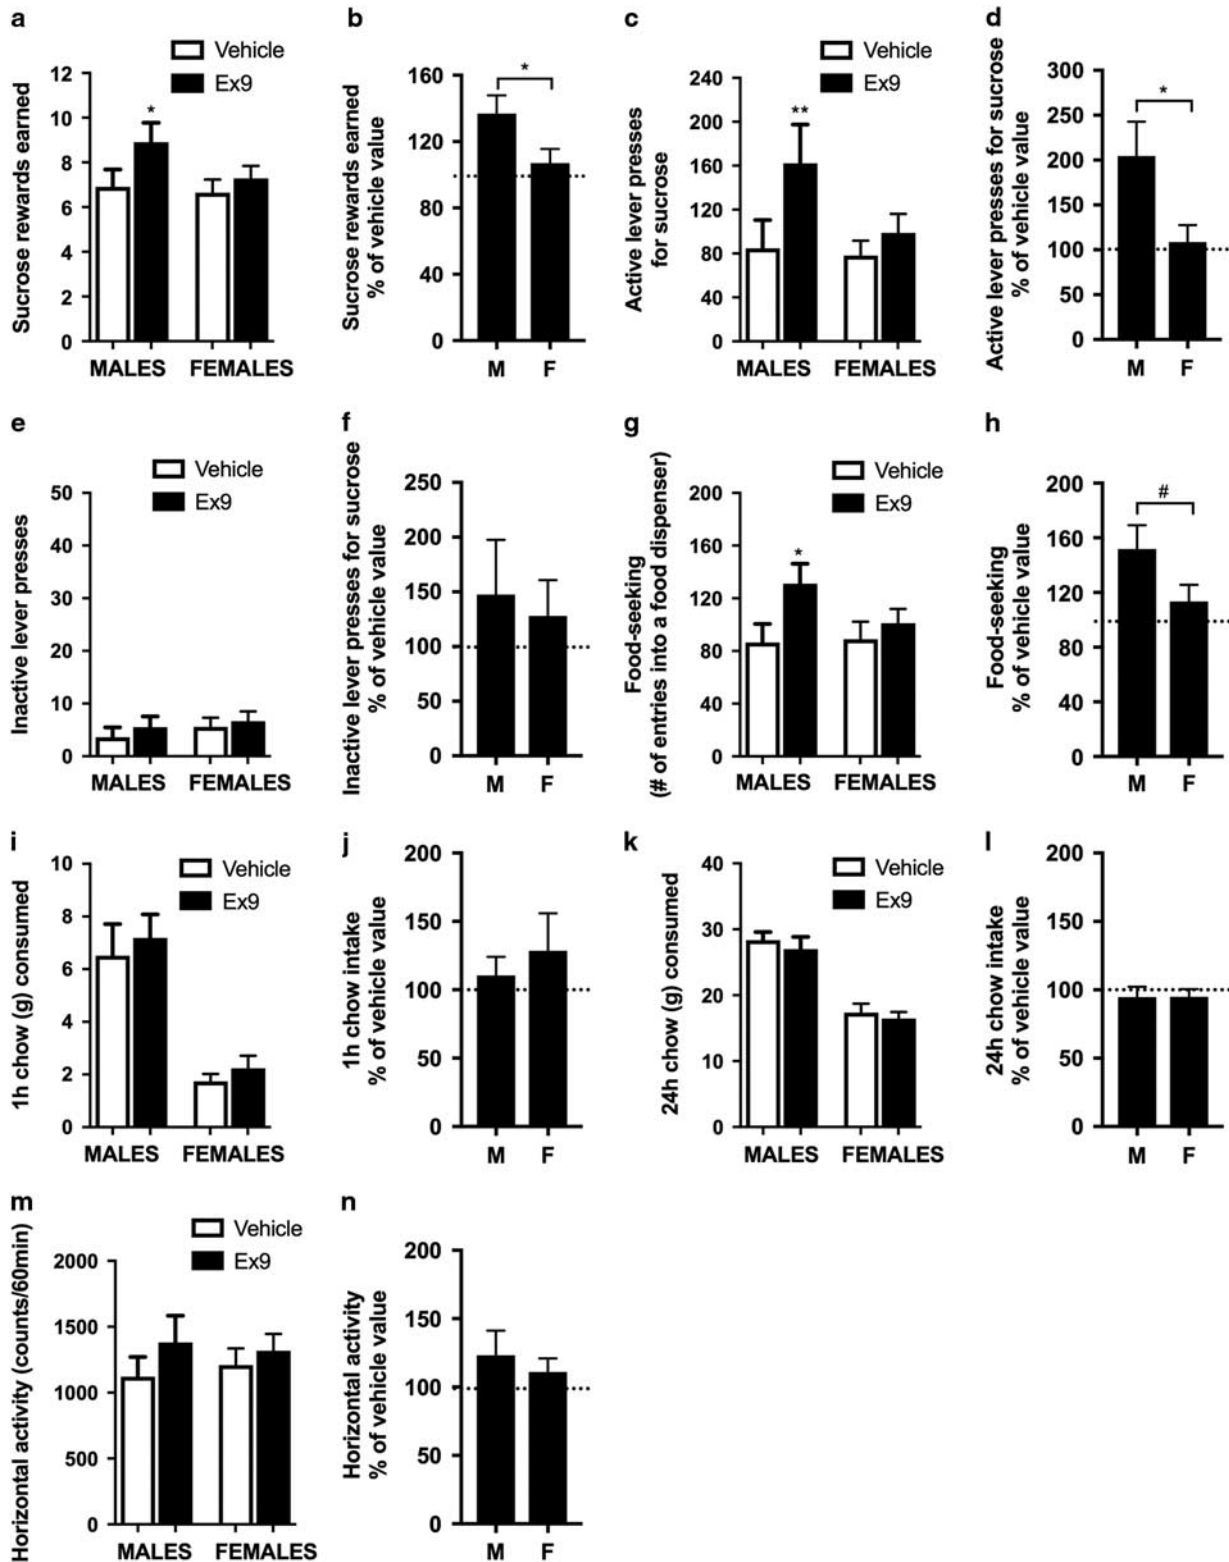 a
Vehicle
Ex9
Sucrose rewards earned
12
10
8
6
4
2
0
*
MALES FEMALES
b
Sucrose rewards earned
% of vehicle value
160
120
80
40
0
*
M F
c
Vehicle
Ex9
Active lever presses
for sucrose
240
200
160
120
80
40
0
**
MALES FEMALES
d
Active lever presses for sucrose
% of vehicle value
300
250
200
150
100
50
0
*
M F
e
Vehicle
Ex9
Inactive lever presses
50
40
30
20
10
0
MALES FEMALES
f
Inactive lever presses for sucrose
% of vehicle value
250
200
150
100
50
0
M F
g
Vehicle
Ex9
Food-seeking
(# of entries into a food dispenser)
200
160
120
80
40
0
*
MALES FEMALES
h
Food-seeking
% of vehicle value
200
160
120
80
40
0
#
M F
i
Vehicle
Ex9
1h chow (g) consumed
10
8
6
4
2
0
MALES FEMALES
j
1h chow intake
% of vehicle value
200
150
100
50
0
M F
k
Vehicle
Ex9
24h chow (g) consumed
40
30
20
10
0
MALES FEMALES
l
24h chow intake
% of vehicle value
200
150
100
50
0
M F
m
Vehicle
Ex9
Horizontal activity (counts/60min)
2000
1500
1000
500
0
MALES FEMALES
n
Horizontal activity
% of vehicle value
200
150
100
50
0
M F